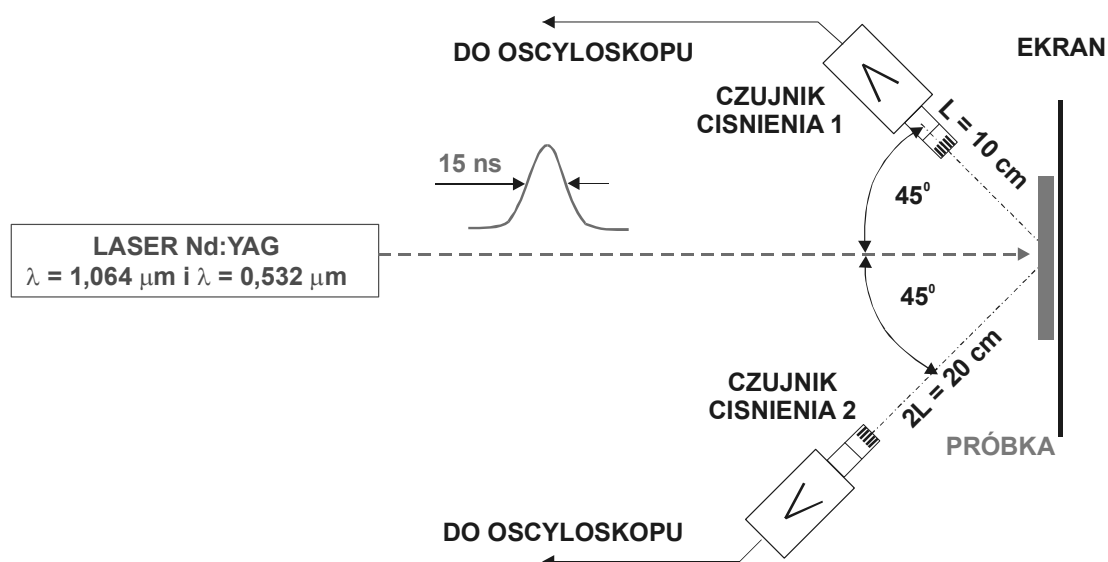 DO OSCYLOSKOPU
EKRAN
CZUJNIK
CISNIENIA 1
L = 10 cm
15 ns
45⁰
LASER Nd:YAG
λ = 1,064 μm i λ = 0,532 μm
45⁰
CZUJNIK
CISNIENIA 2
2L = 20 cm
PRÓBKA
DO OSCYLOSKOPU